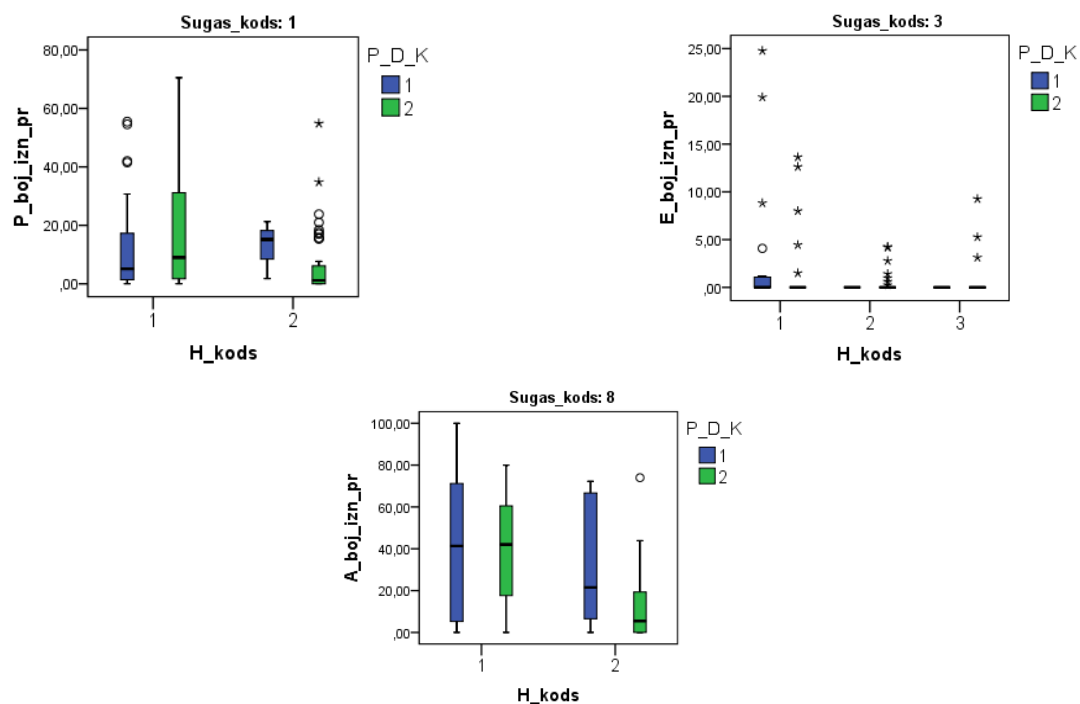 Sugas_kods: 1
P_boj_izn_pr
80,00
60,00
40,00
20,00
,00
1
2
H_kods
P_D_K
1
2
Sugas_kods: 3
E_boj_izn_pr
25,00
20,00
15,00
10,00
5,00
,00
1
2
3
H_kods
P_D_K
1
2
Sugas_kods: 8
A_boj_izn_pr
100,00
80,00
60,00
40,00
20,00
,00
1
2
H_kods
P_D_K
1
2